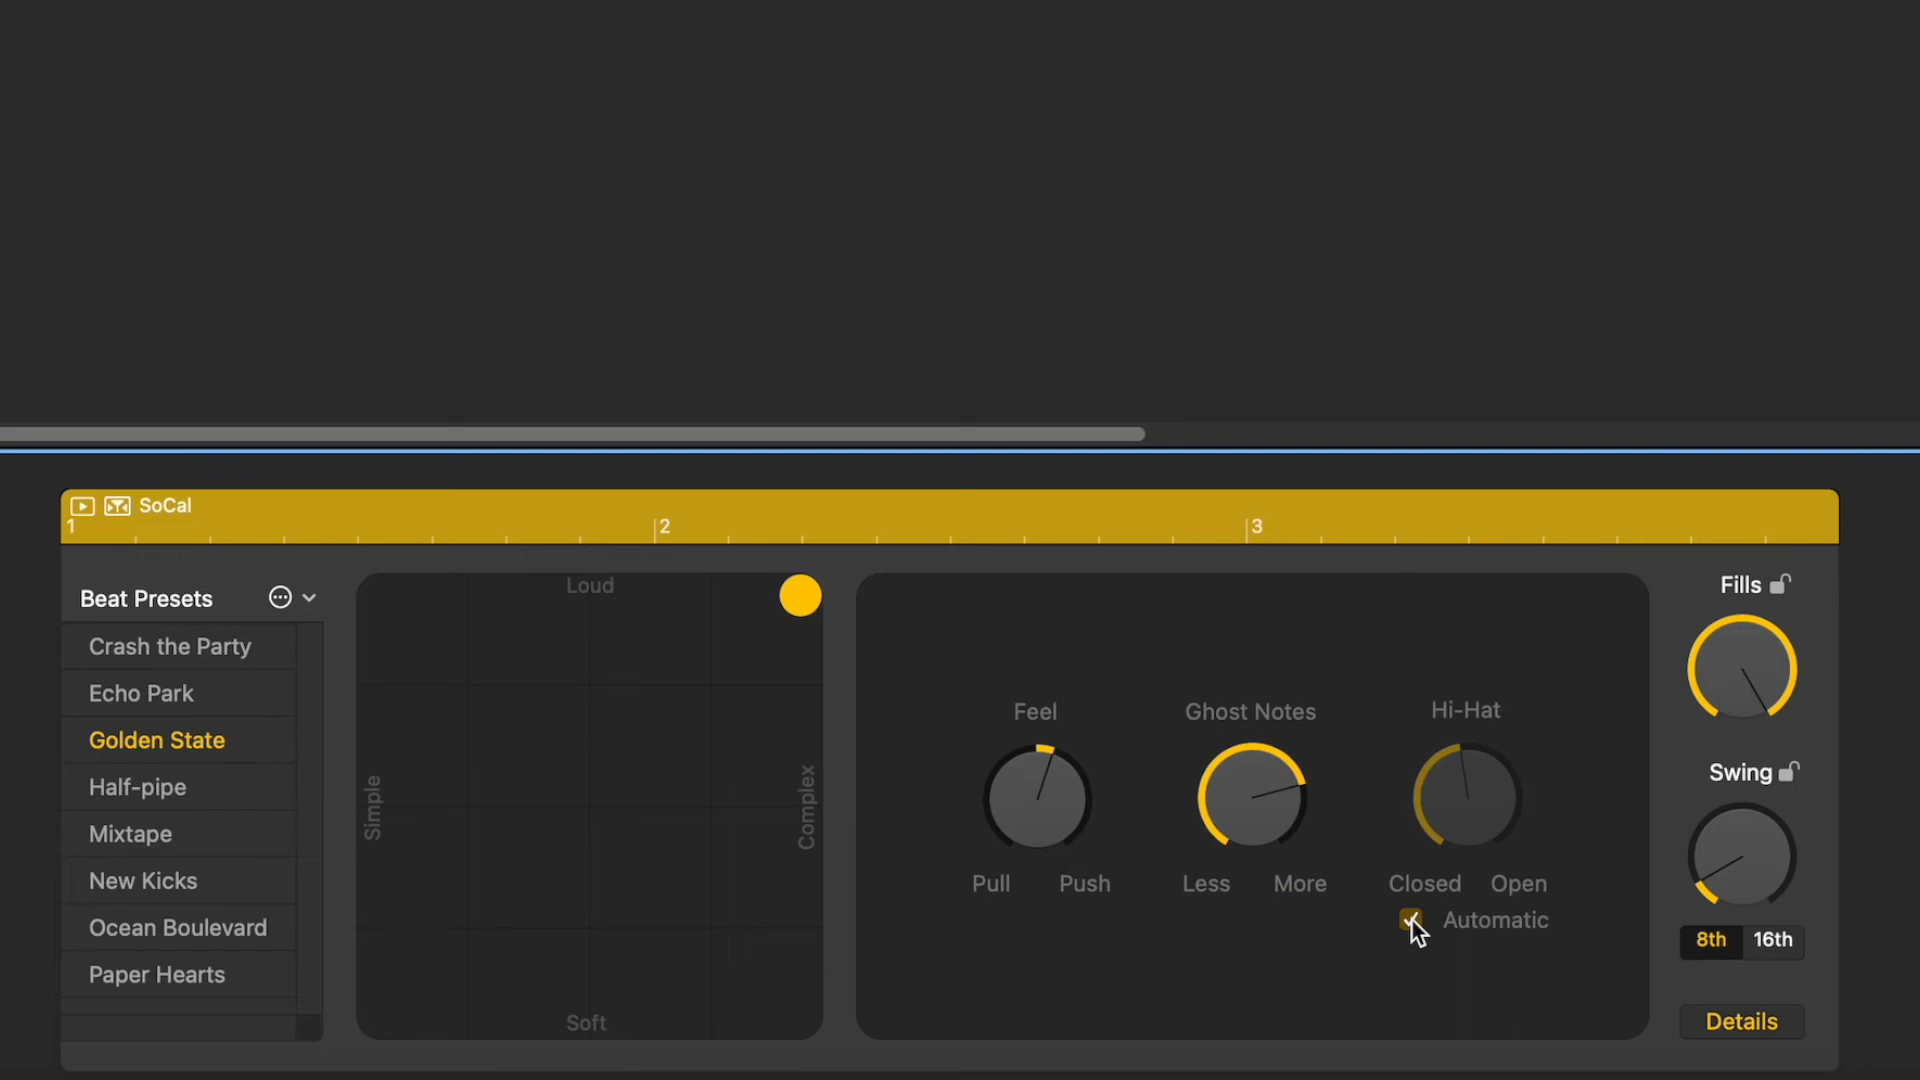 SoCal
1
2
3
Beat Presets
Crash the Party
Echo Park
Golden State
Half-pipe
Mixtape
New Kicks
Ocean Boulevard
Paper Hearts
Loud
Simple
Complex
Soft
Feel
Pull
Push
Ghost Notes
Less
More
Hi-Hat
Closed
Open
Automatic
Fills
Swing
8th
16th
Details